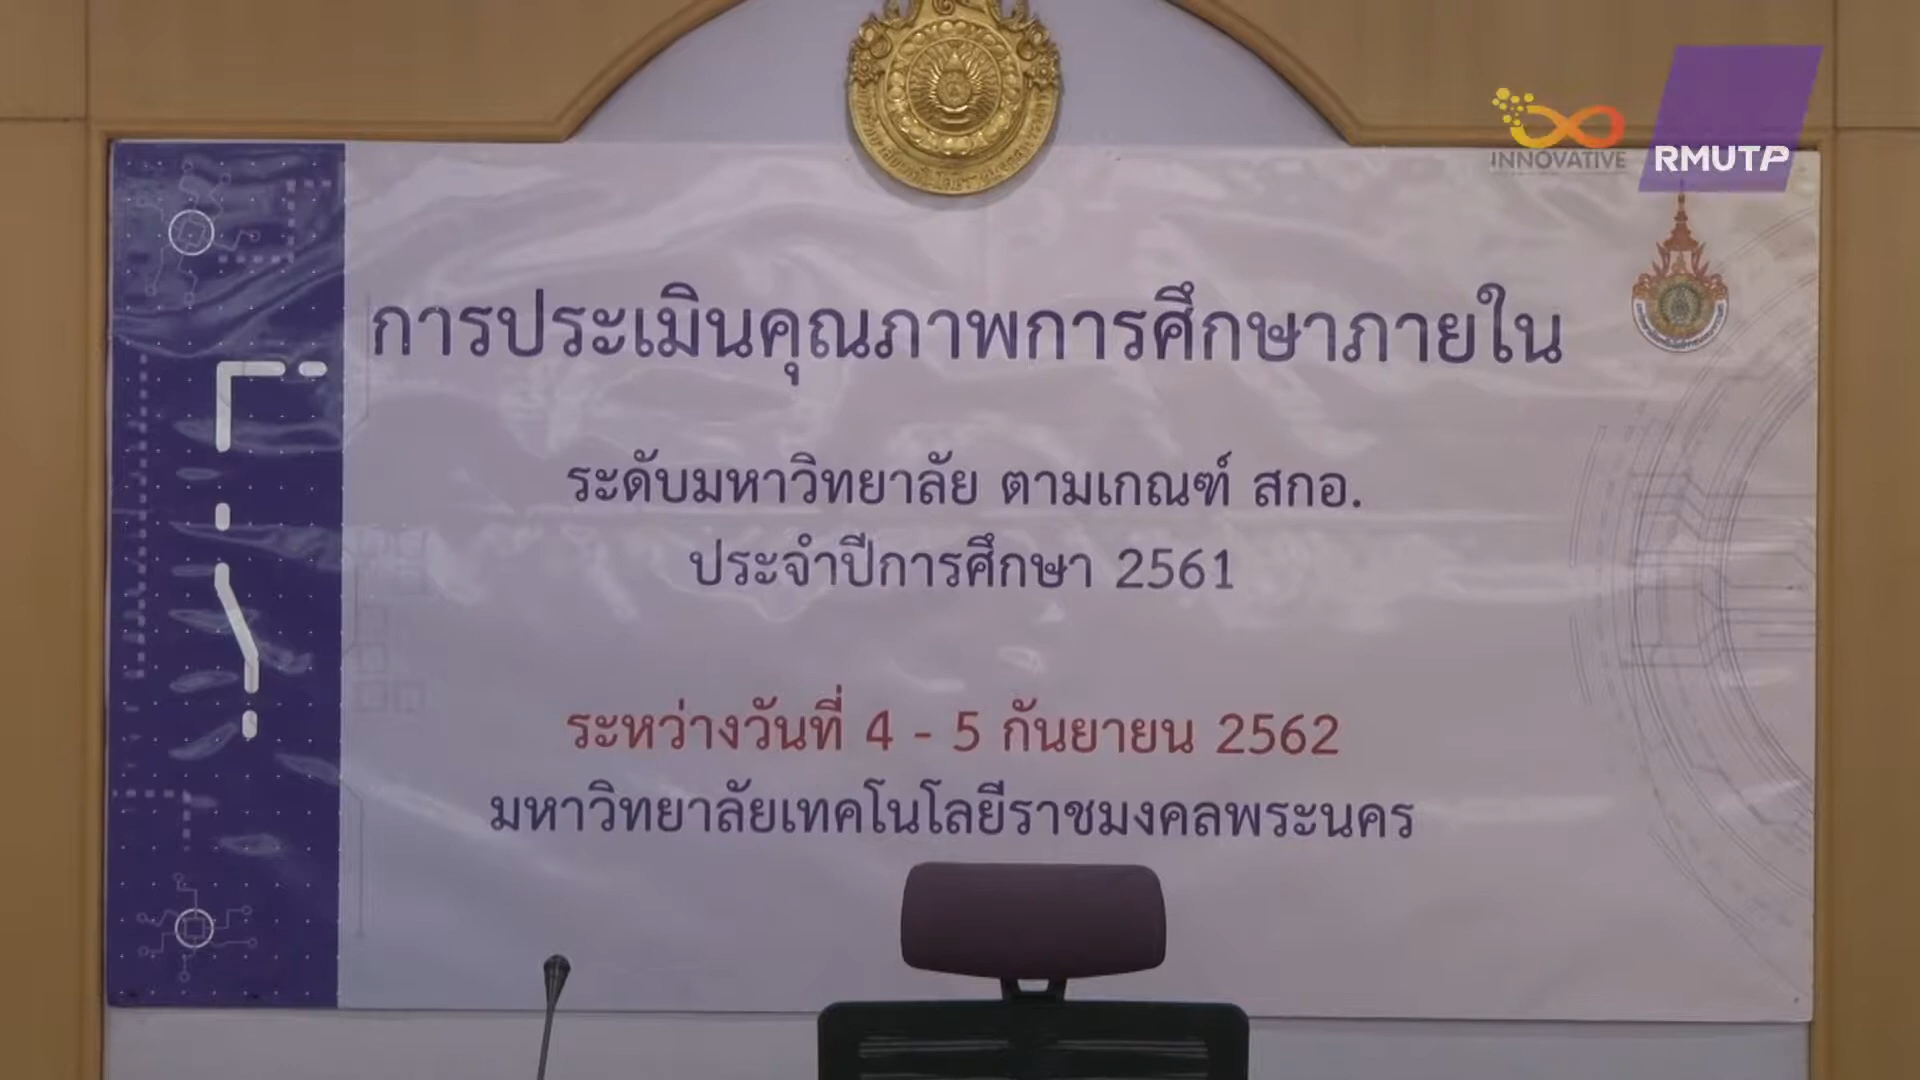 INNOVATIVE
RMUTP
การประเมินคุณภาพการศึกษาภายใน
ระดับมหาวิทยาลัย ตามเกณฑ์ สกอ.
ประจำปีการศึกษา 2561
ระหว่างวันที่ 4 - 5 กันยายน 2562
มหาวิทยาลัยเทคโนโลยีราชมงคลพระนคร